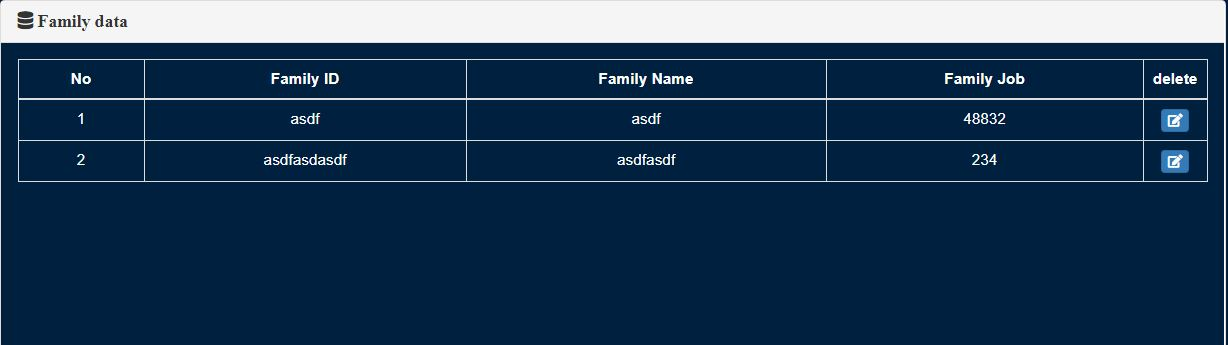 Family data
No Family ID Family Name Family Job delete
1 asdf asdf 48832
2 asdfasdasdf asdfasdf 234